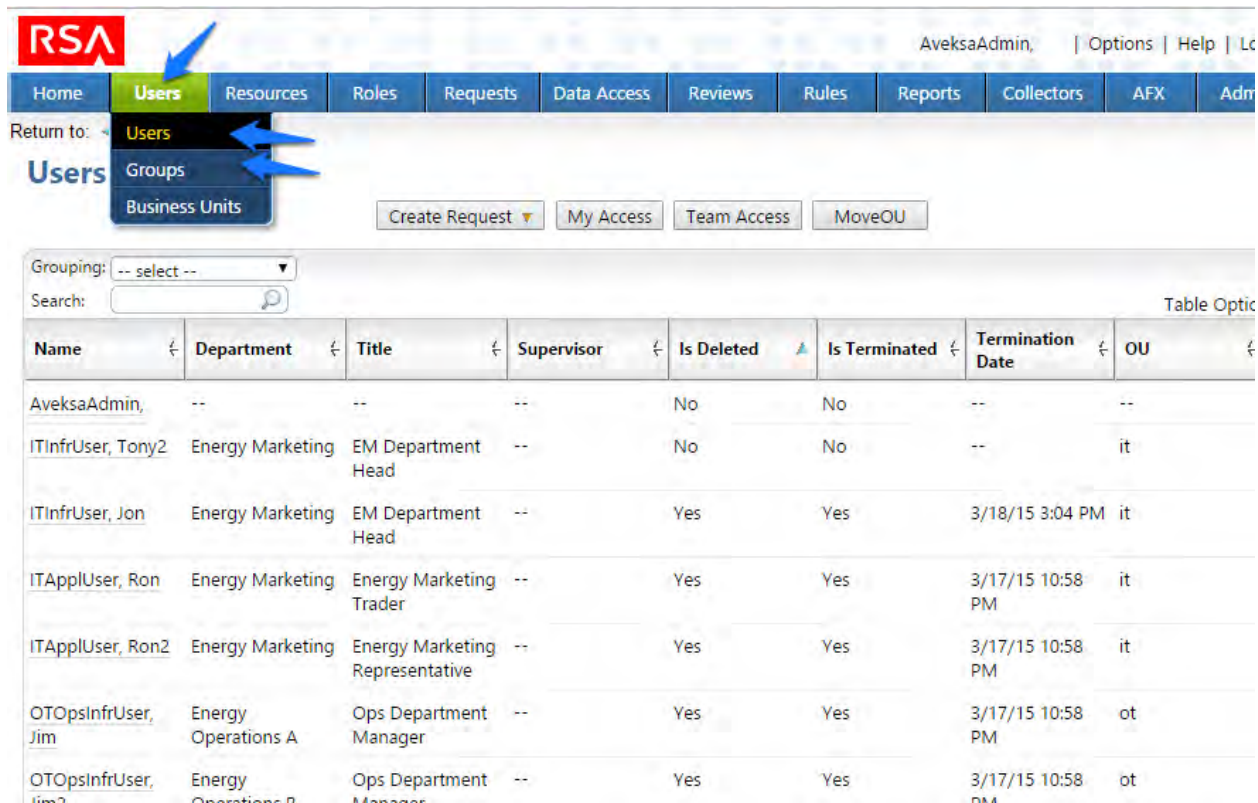 RSA
AveksaAdmin, | Options | Help | Lo
Home Users Resources Roles Requests Data Access Reviews Rules Reports Collectors AFX Adm
Return to:
Users
Groups
Business Units
Users
Create Request My Access Team Access MoveOU
Grouping: -- select --
Search:
Table Optio
Name Department Title Supervisor Is Deleted Is Terminated Termination Date OU
AveksaAdmin, -- -- -- No No -- --
ITInfrUser, Tony2 Energy Marketing EM Department Head -- No No -- it
ITInfrUser, Jon Energy Marketing EM Department Head -- Yes Yes 3/18/15 3:04 PM it
ITApplUser, Ron Energy Marketing Energy Marketing Trader -- Yes Yes 3/17/15 10:58 PM it
ITApplUser, Ron2 Energy Marketing Energy Marketing Representative -- Yes Yes 3/17/15 10:58 PM it
OTOpsInfrUser, Jim Energy Operations A Ops Department Manager -- Yes Yes 3/17/15 10:58 PM ot
OTOpsInfrUser, Energy Ops Department -- Yes Yes 3/17/15 10:58 ot